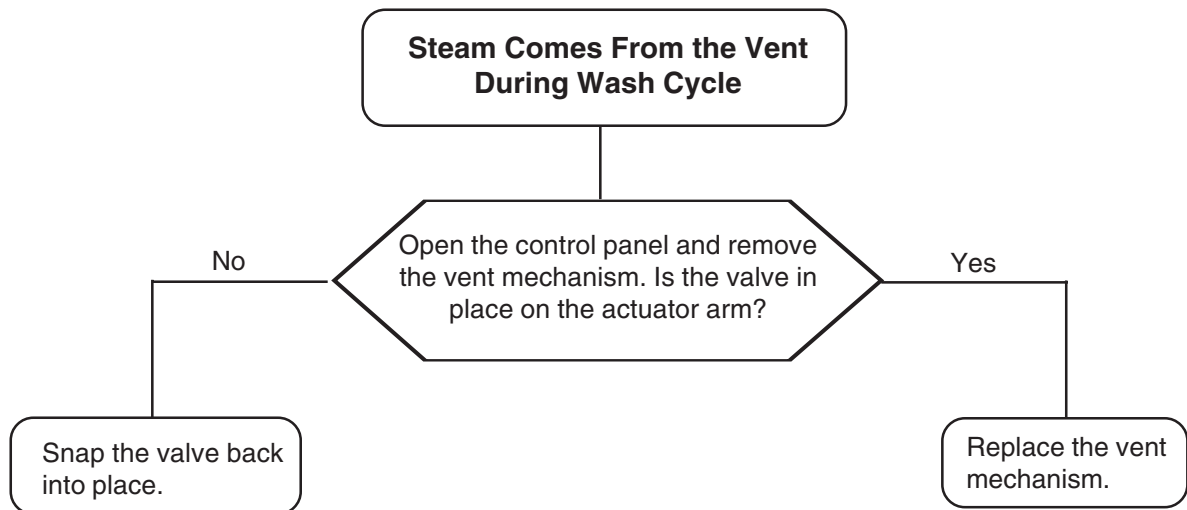 Steam Comes From the Vent
During Wash Cycle
Open the control panel and remove
the vent mechanism. Is the valve in
place on the actuator arm?
No
Yes
Snap the valve back
into place.
Replace the vent
mechanism.